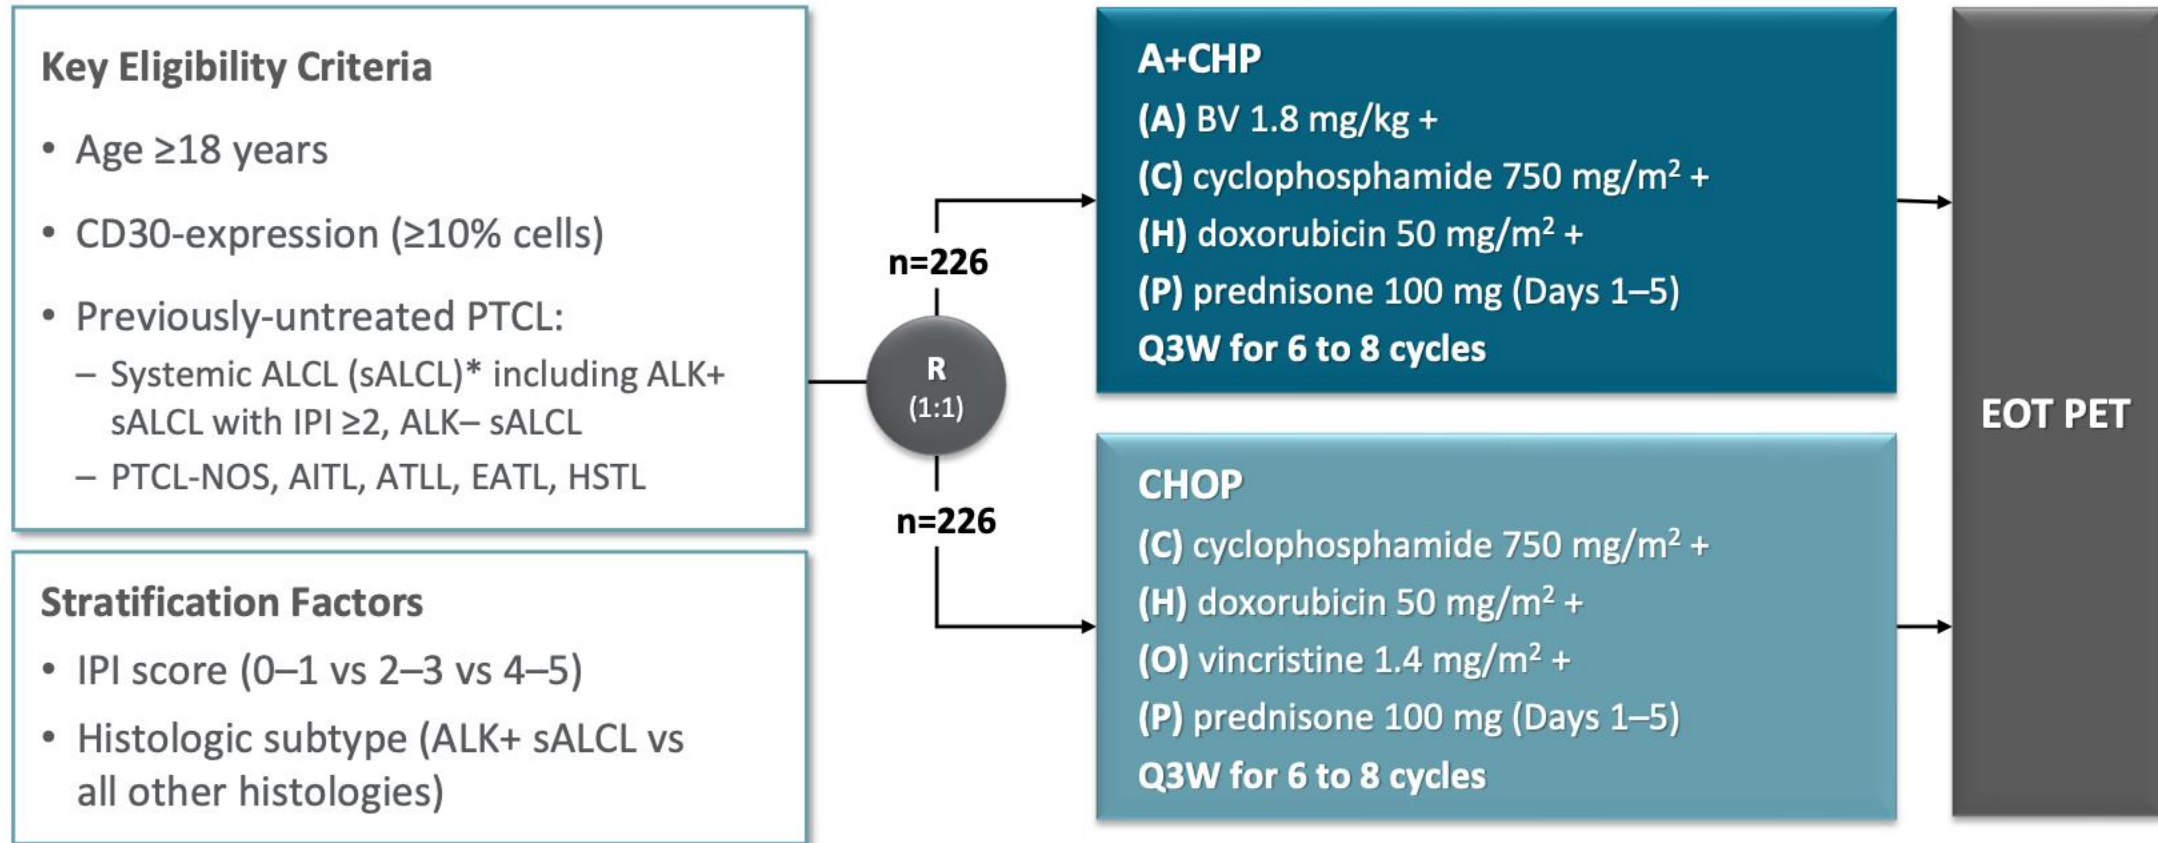 Key Eligibility Criteria
• Age ≥18 years
• CD30-expression (≥10% cells)
• Previously-untreated PTCL:
– Systemic ALCL (sALCL)* including ALK+
sALCL with IPI ≥2, ALK– sALCL
– PTCL-NOS, AITL, ATLL, EATL, HSTL
Stratification Factors
• IPI score (0–1 vs 2–3 vs 4–5)
• Histologic subtype (ALK+ sALCL vs
all other histologies)
n=226
R
(1:1)
n=226
A+CHP
(A) BV 1.8 mg/kg +
(C) cyclophosphamide 750 mg/m² +
(H) doxorubicin 50 mg/m² +
(P) prednisone 100 mg (Days 1–5)
Q3W for 6 to 8 cycles
CHOP
(C) cyclophosphamide 750 mg/m² +
(H) doxorubicin 50 mg/m² +
(O) vincristine 1.4 mg/m² +
(P) prednisone 100 mg (Days 1–5)
Q3W for 6 to 8 cycles
EOT PET